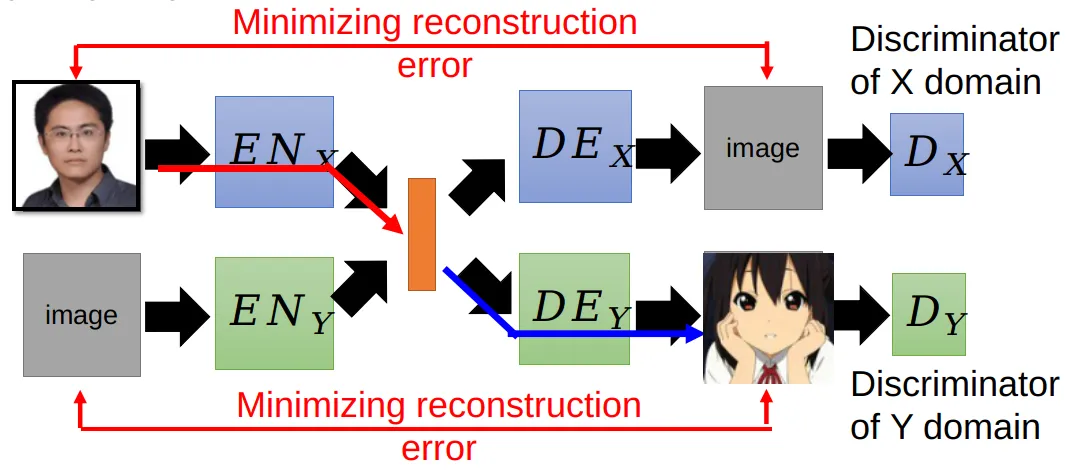 Minimizing reconstruction
error
Discriminator
of X domain
EN_X
DE_X
image
D_X
image
EN_Y
DE_Y
D_Y
Minimizing reconstruction
error
Discriminator
of Y domain